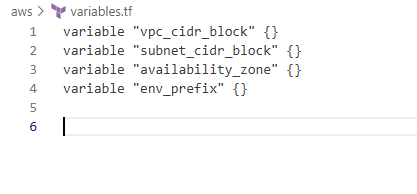 aws > variables.tf
1 variable "vpc_cidr_block" {}
2 variable "subnet_cidr_block" {}
3 variable "availability_zone" {}
4 variable "env_prefix" {}
5
6